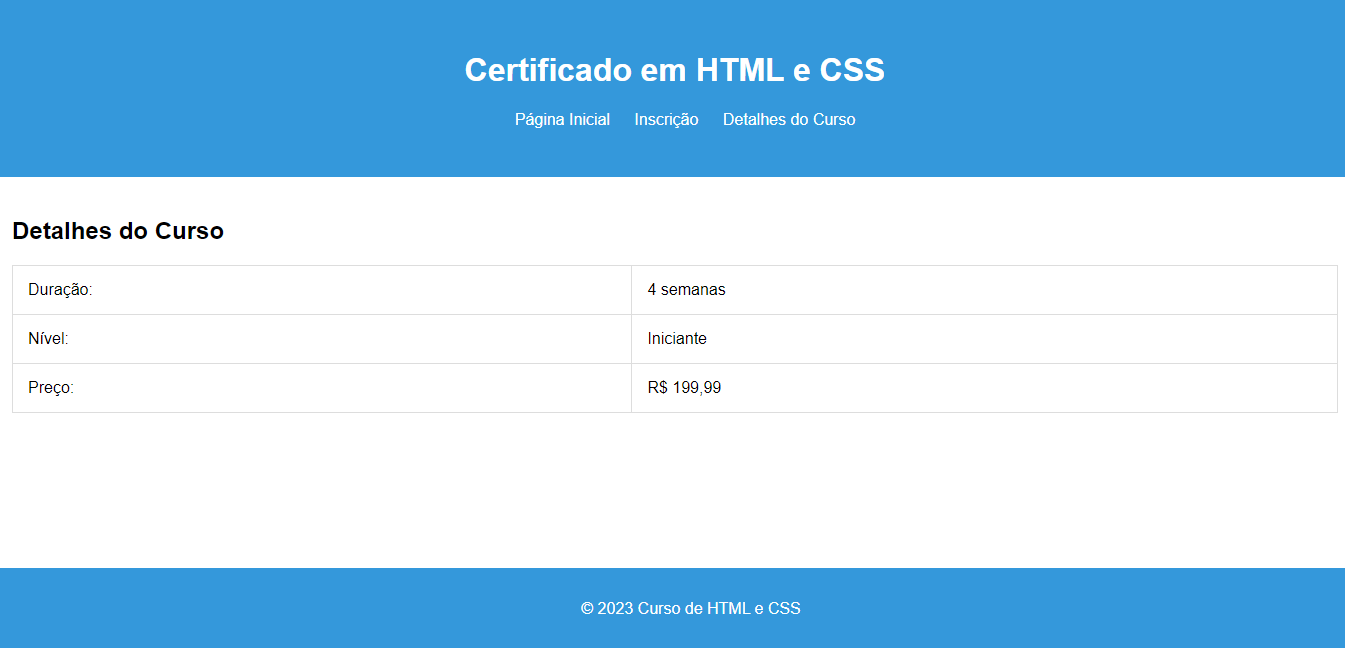 Certificado em HTML e CSS
Página Inicial Inscrição Detalhes do Curso
Detalhes do Curso
Duração: 4 semanas
Nível: Iniciante
Preço: R$ 199,99
© 2023 Curso de HTML e CSS